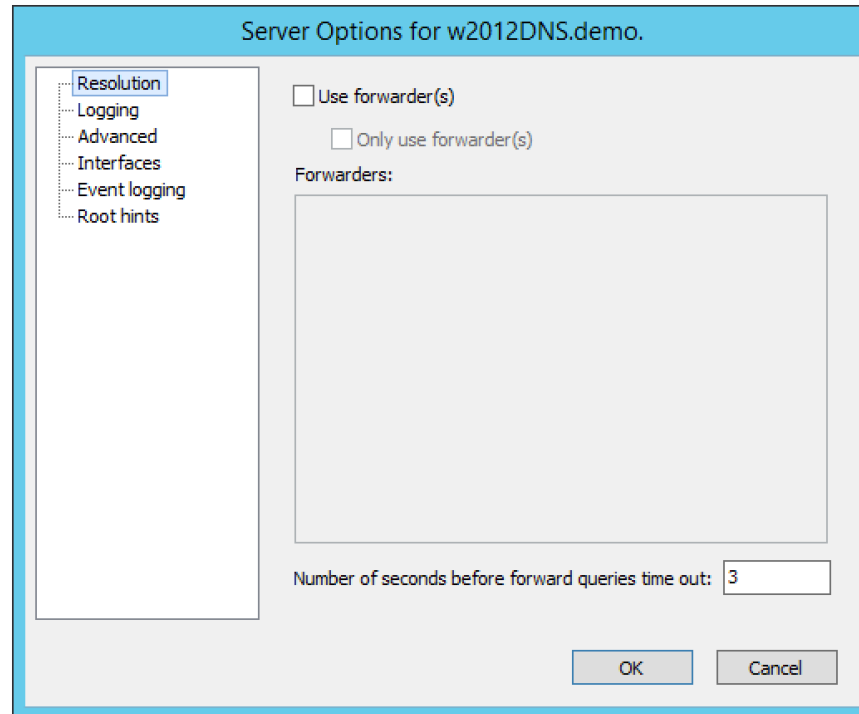 Server Options for w2012DNS.demo.
Resolution
Logging
Advanced
Interfaces
Event logging
Root hints
Use forwarder(s)
Only use forwarder(s)
Forwarders:
Number of seconds before forward queries time out: 3
OK Cancel